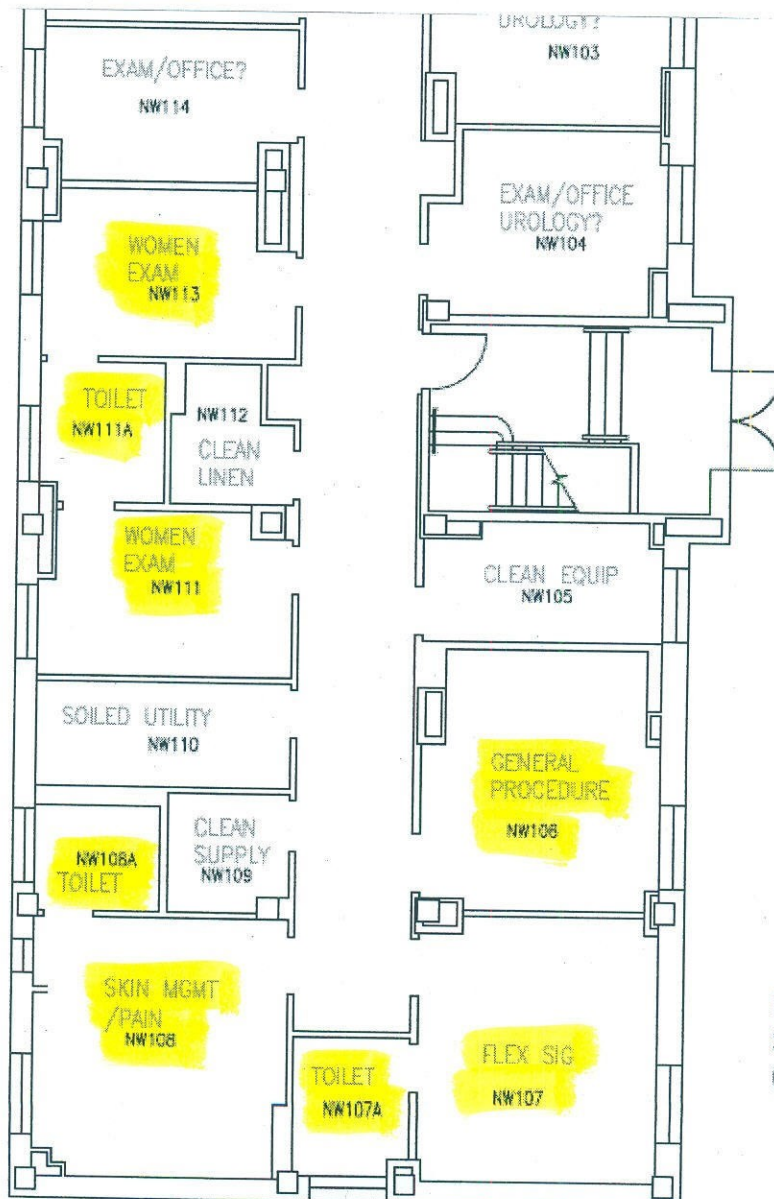 UROLOGY?
NW103
EXAM/OFFICE?
NW114
EXAM/OFFICE
UROLOGY?
NW104
WOMEN
EXAM
NW113
TOILET
NW111A
NW112
CLEAN
LINEN
WOMEN
EXAM
NW111
CLEAN EQUIP
NW105
SOILED UTILITY
NW110
GENERAL
PROCEDURE
NW106
CLEAN
SUPPLY
NW109
NW108A
TOILET
SKIN MGMT
/PAIN
NW108
TOILET
NW107A
FLEX SIG
NW107